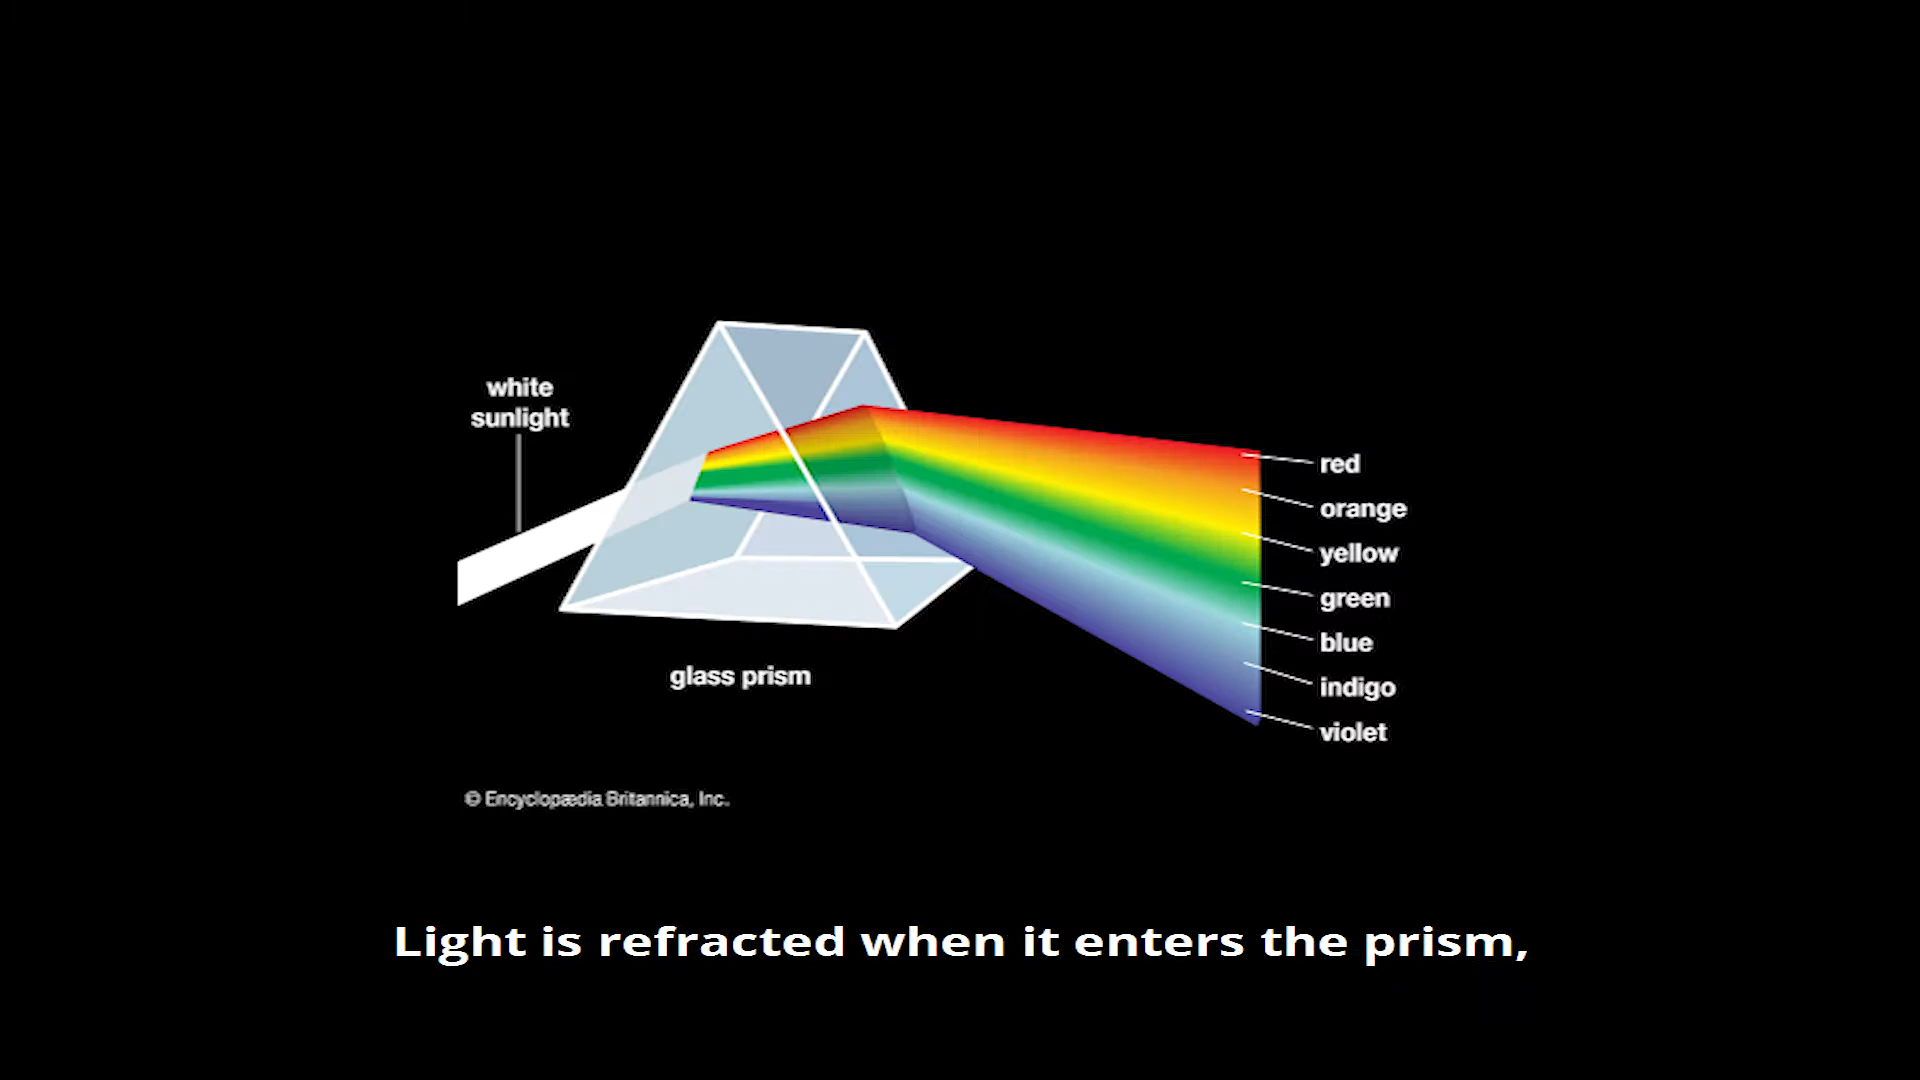 white
sunlight
red
orange
yellow
green
blue
indigo
violet
glass prism
© Encyclopædia Britannica, Inc.
Light is refracted when it enters the prism,